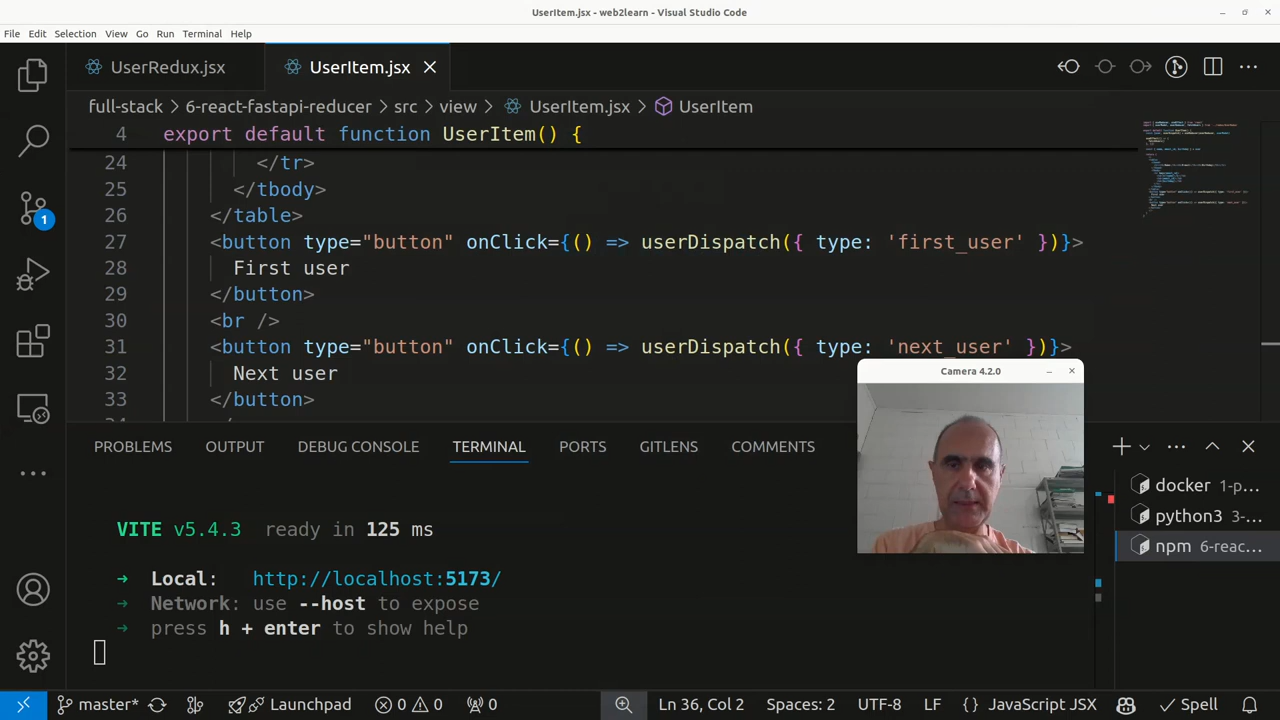 UserItem.jsx - web2learn - Visual Studio Code
File Edit Selection View Go Run Terminal Help
UserRedux.jsx UserItem.jsx
full-stack > 6-react-fastapi-reducer > src > view > UserItem.jsx > UserItem
4 export default function UserItem() {
24 </tr>
25 </tbody>
26 </table>
27 <button type="button" onClick={() => userDispatch({ type: 'first_user' })}>
28 First user
29 </button>
30 <br />
31 <button type="button" onClick={() => userDispatch({ type: 'next_user' })}>
32 Next user
33 </button>
Camera 4.2.0
1
PROBLEMS OUTPUT DEBUG CONSOLE TERMINAL PORTS GITLENS COMMENTS
VITE v5.4.3 ready in 125 ms
➜ Local: http://localhost:5173/
➜ Network: use --host to expose
➜ press h + enter to show help
docker 1-p...
python3 3-...
npm 6-reac...
master* Launchpad 0 0 0 Ln 36, Col 2 Spaces: 2 UTF-8 LF {} JavaScript JSX Spell